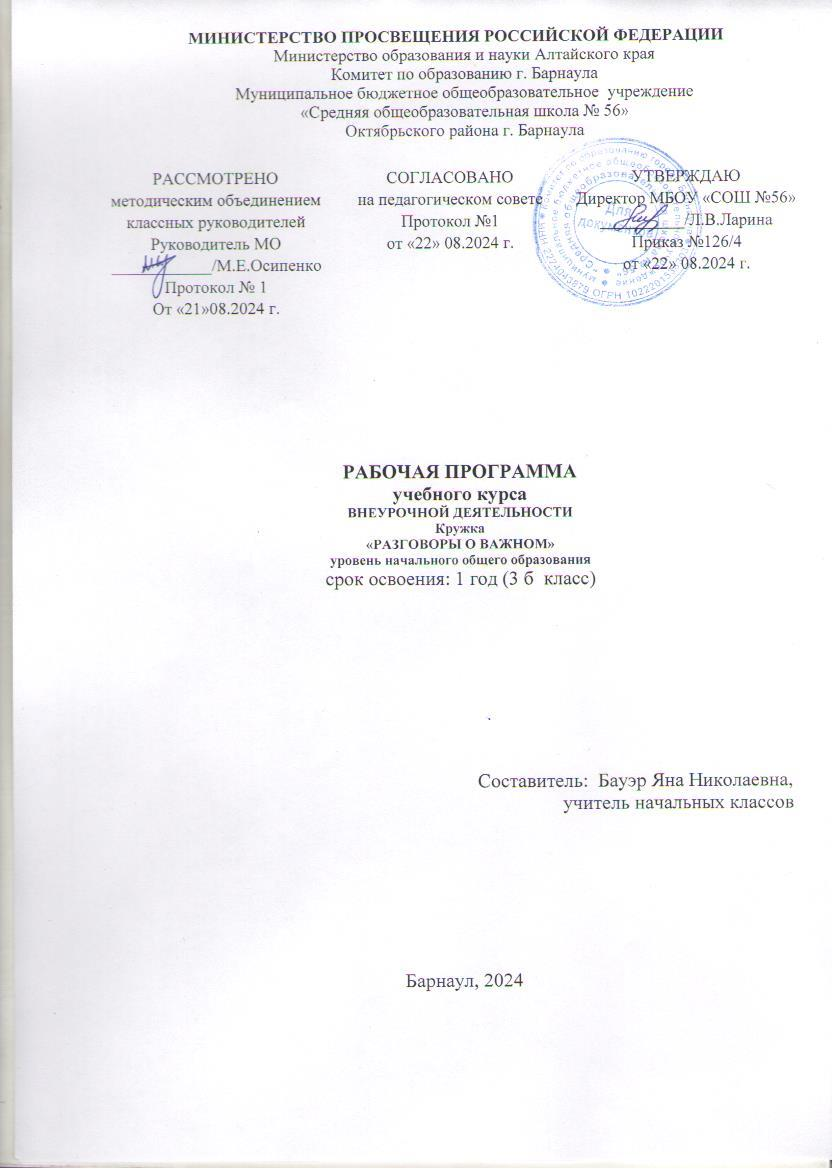 МИНИСТЕРСТВО ПРОСВЕЩЕНИЯ РОССИЙСКОЙ ФЕДЕРАЦИИ
Министерство образования и науки Алтайского края
Комитет по образованию г. Барнаула
Муниципальное бюджетное общеобразовательное учреждение
«Средняя общеобразовательная школа № 56»
Октябрьского района г. Барнаула
РАССМОТРЕНО
методическим объединением
классных руководителей
Руководитель МО
____________/М.Е.Осипенко
Протокол № 1
От «21»08.2024 г.
СОГЛАСОВАНО
на педагогическом совете
Протокол №1
от «22» 08.2024 г.
УТВЕРЖДАЮ
Директор МБОУ «СОШ №56»
__________/Л.В.Ларина
Приказ №126/4
от «22» 08.2024 г.
Для
документов
РАБОЧАЯ ПРОГРАММА
учебного курса
ВНЕУРОЧНОЙ ДЕЯТЕЛЬНОСТИ
Кружка
«РАЗГОВОРЫ О ВАЖНОМ»
уровень начального общего образования
срок освоения: 1 год (3 б класс)
Составитель: Бауэр Яна Николаевна,
учитель начальных классов
Барнаул, 2024